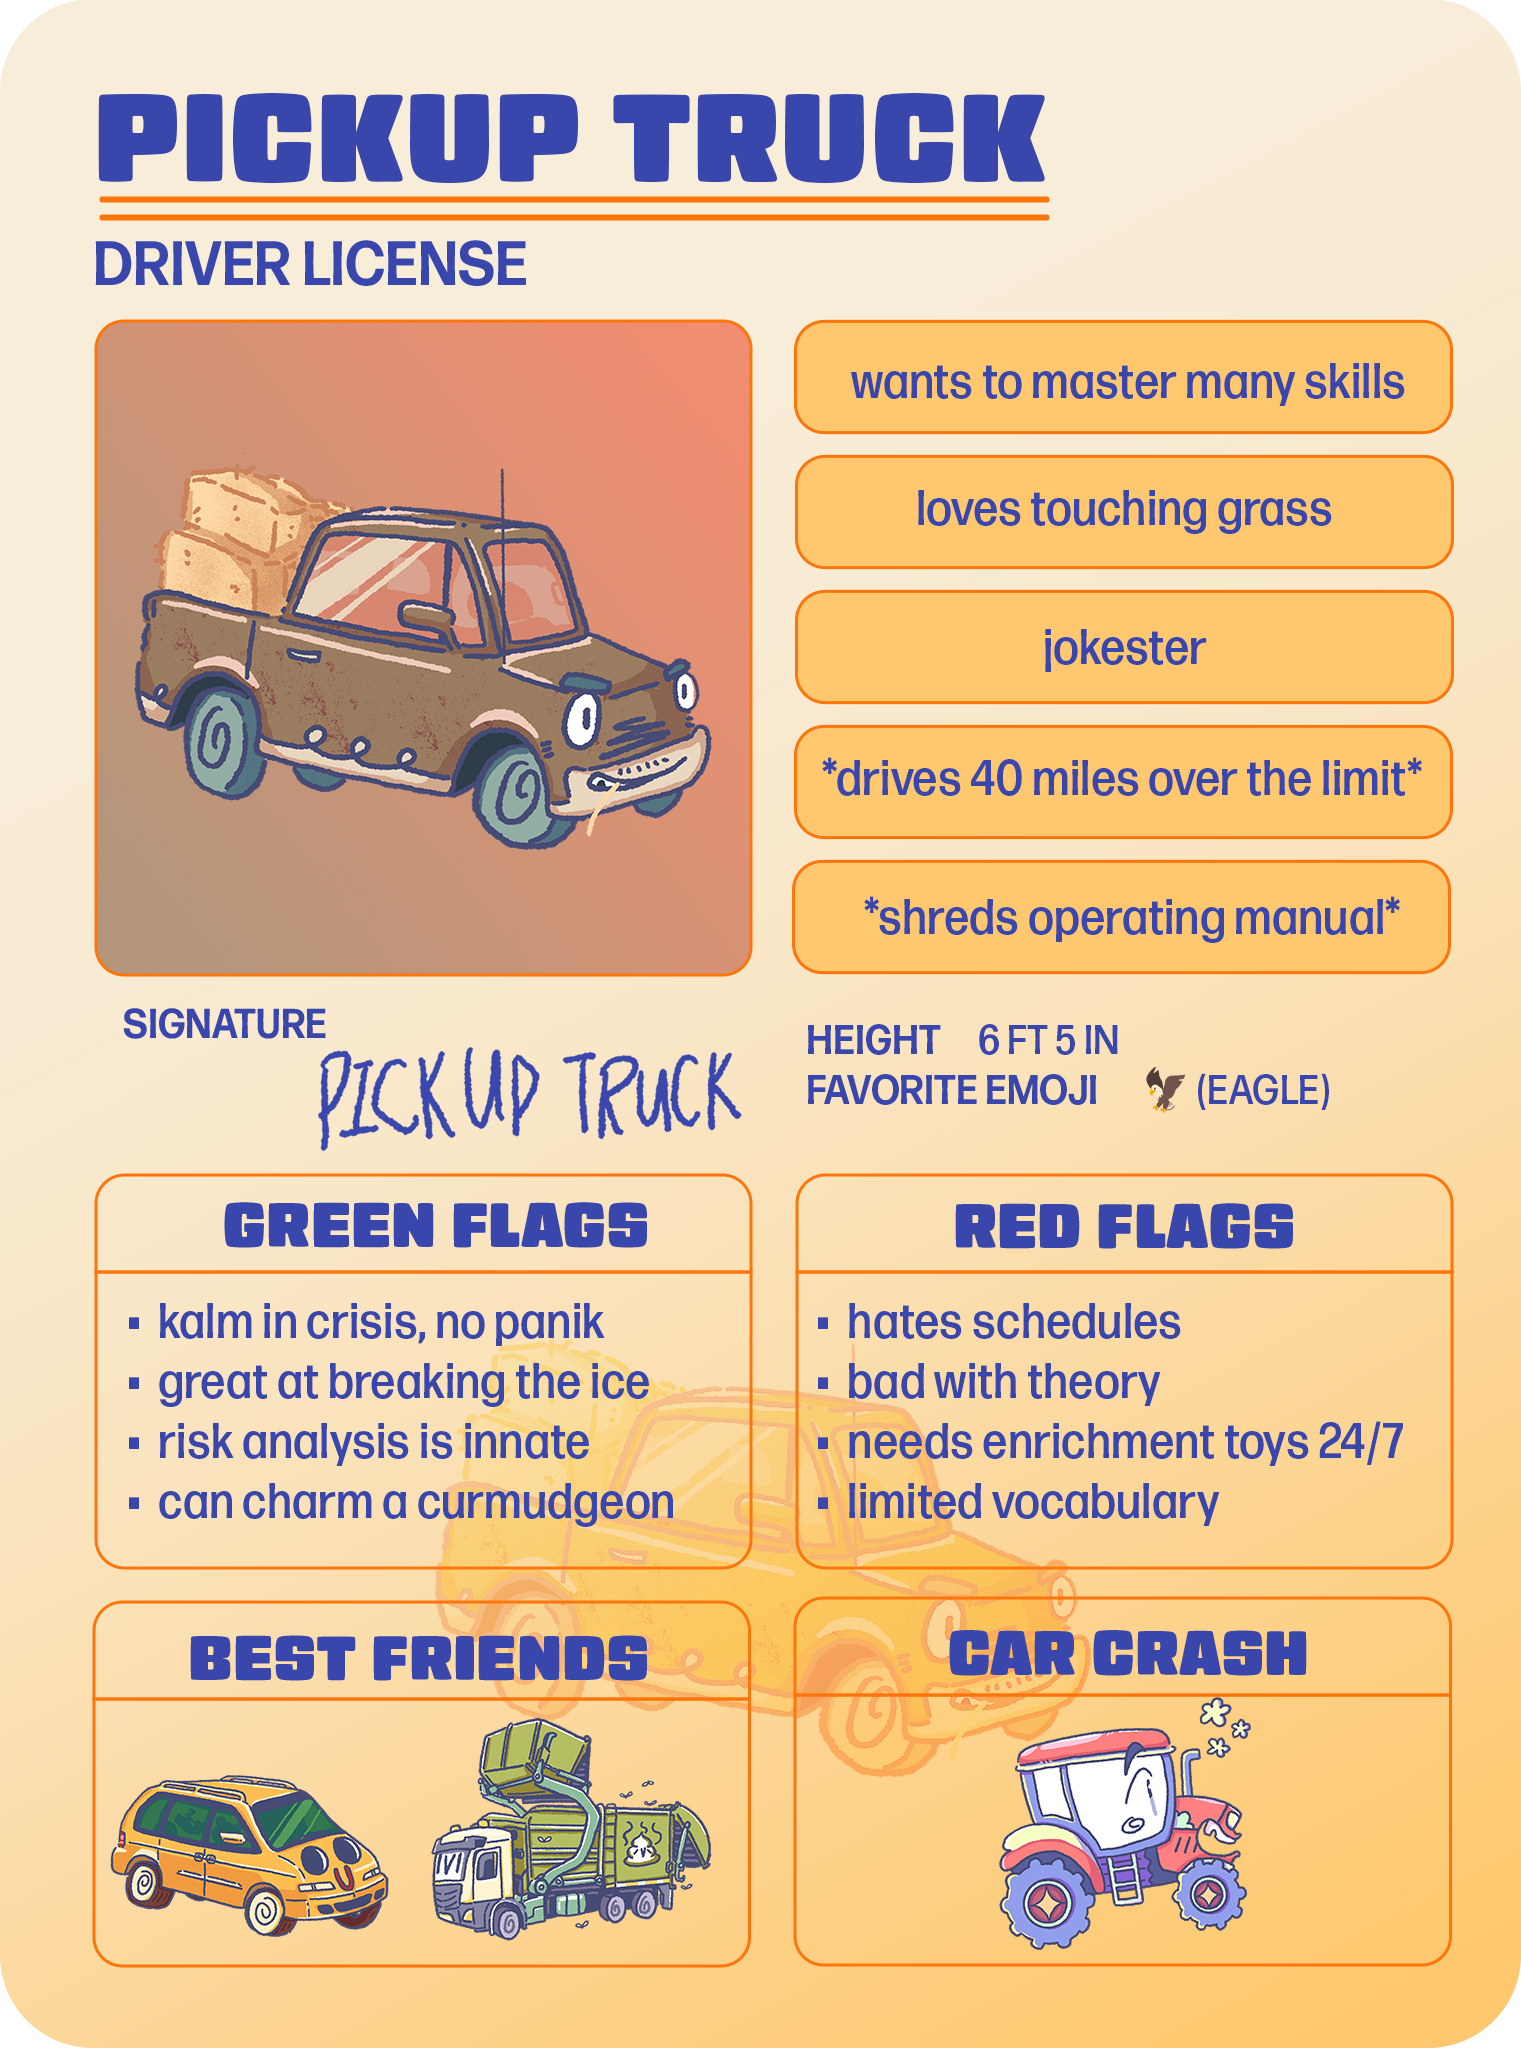 PICKUP TRUCK
DRIVER LICENSE
wants to master many skills
loves touching grass
jokester
*drives 40 miles over the limit*
*shreds operating manual*
SIGNATURE
PICKUP TRUCK
HEIGHT 6 FT 5 IN
FAVORITE EMOJI 🦅 (EAGLE)
GREEN FLAGS
▪ kalm in crisis, no panik
▪ great at breaking the ice
▪ risk analysis is innate
▪ can charm a curmudgeon
RED FLAGS
▪ hates schedules
▪ bad with theory
▪ needs enrichment toys 24/7
▪ limited vocabulary
BEST FRIENDS
CAR CRASH